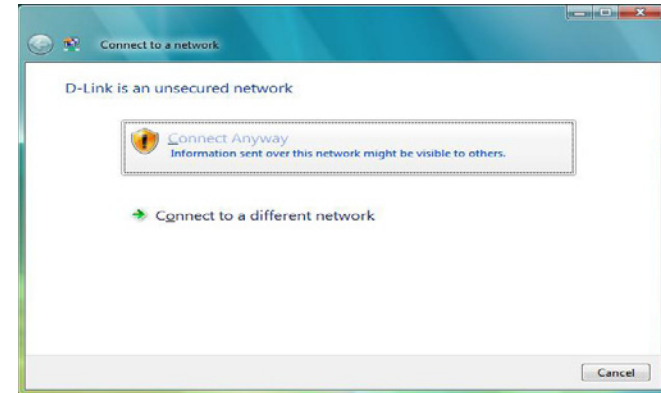 Connect to a network
D-Link is an unsecured network
Connect Anyway
Information sent over this network might be visible to others.
Connect to a different network
Cancel